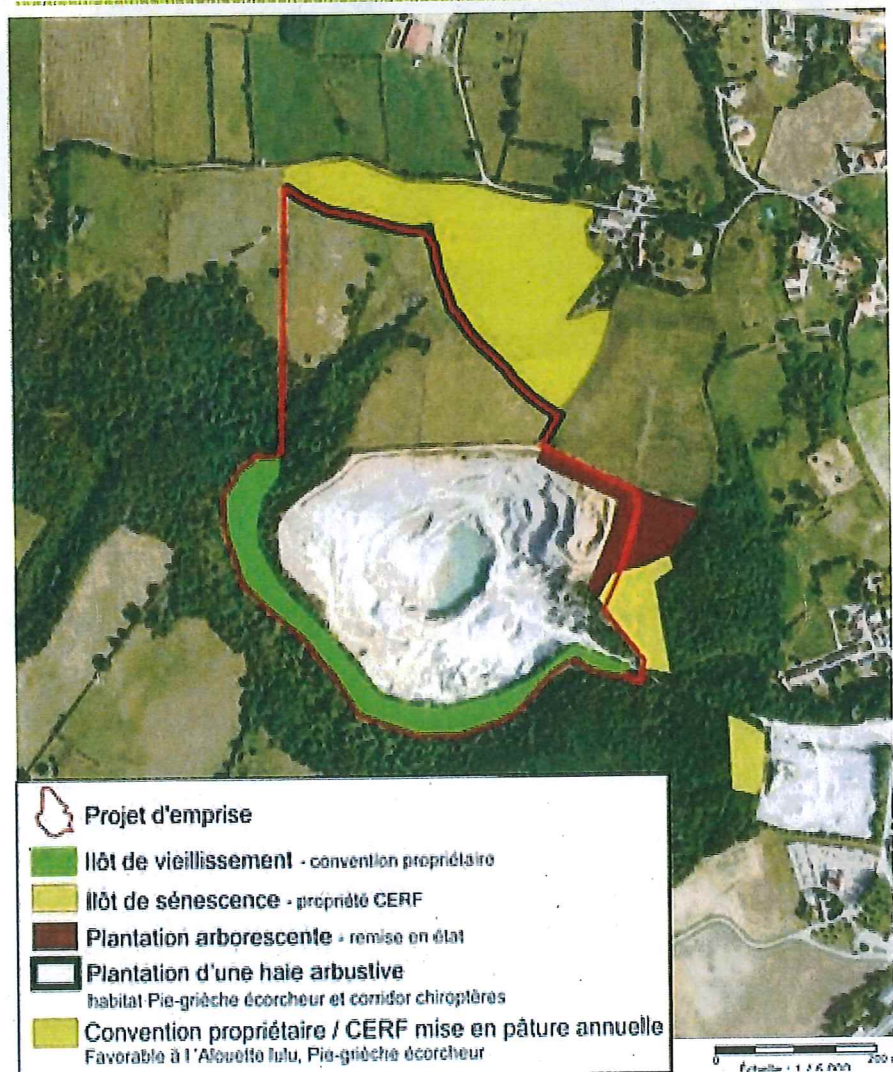 Projet d'emprise
Ilôt de vieillissement - convention propriétaire
Ilôt de sénescence - propriété CERF
Plantation arborescente - remise en état
Plantation d'une haie arbustive
habitat Pie-grièche écorcheur et corridor chiroptères
Convention propriétaire / CERF mise en pâture annuelle
Favorable à l'Alouette lulu, Pie-grièche écorcheur
0 200 m
Échelle : 1 / 6 000